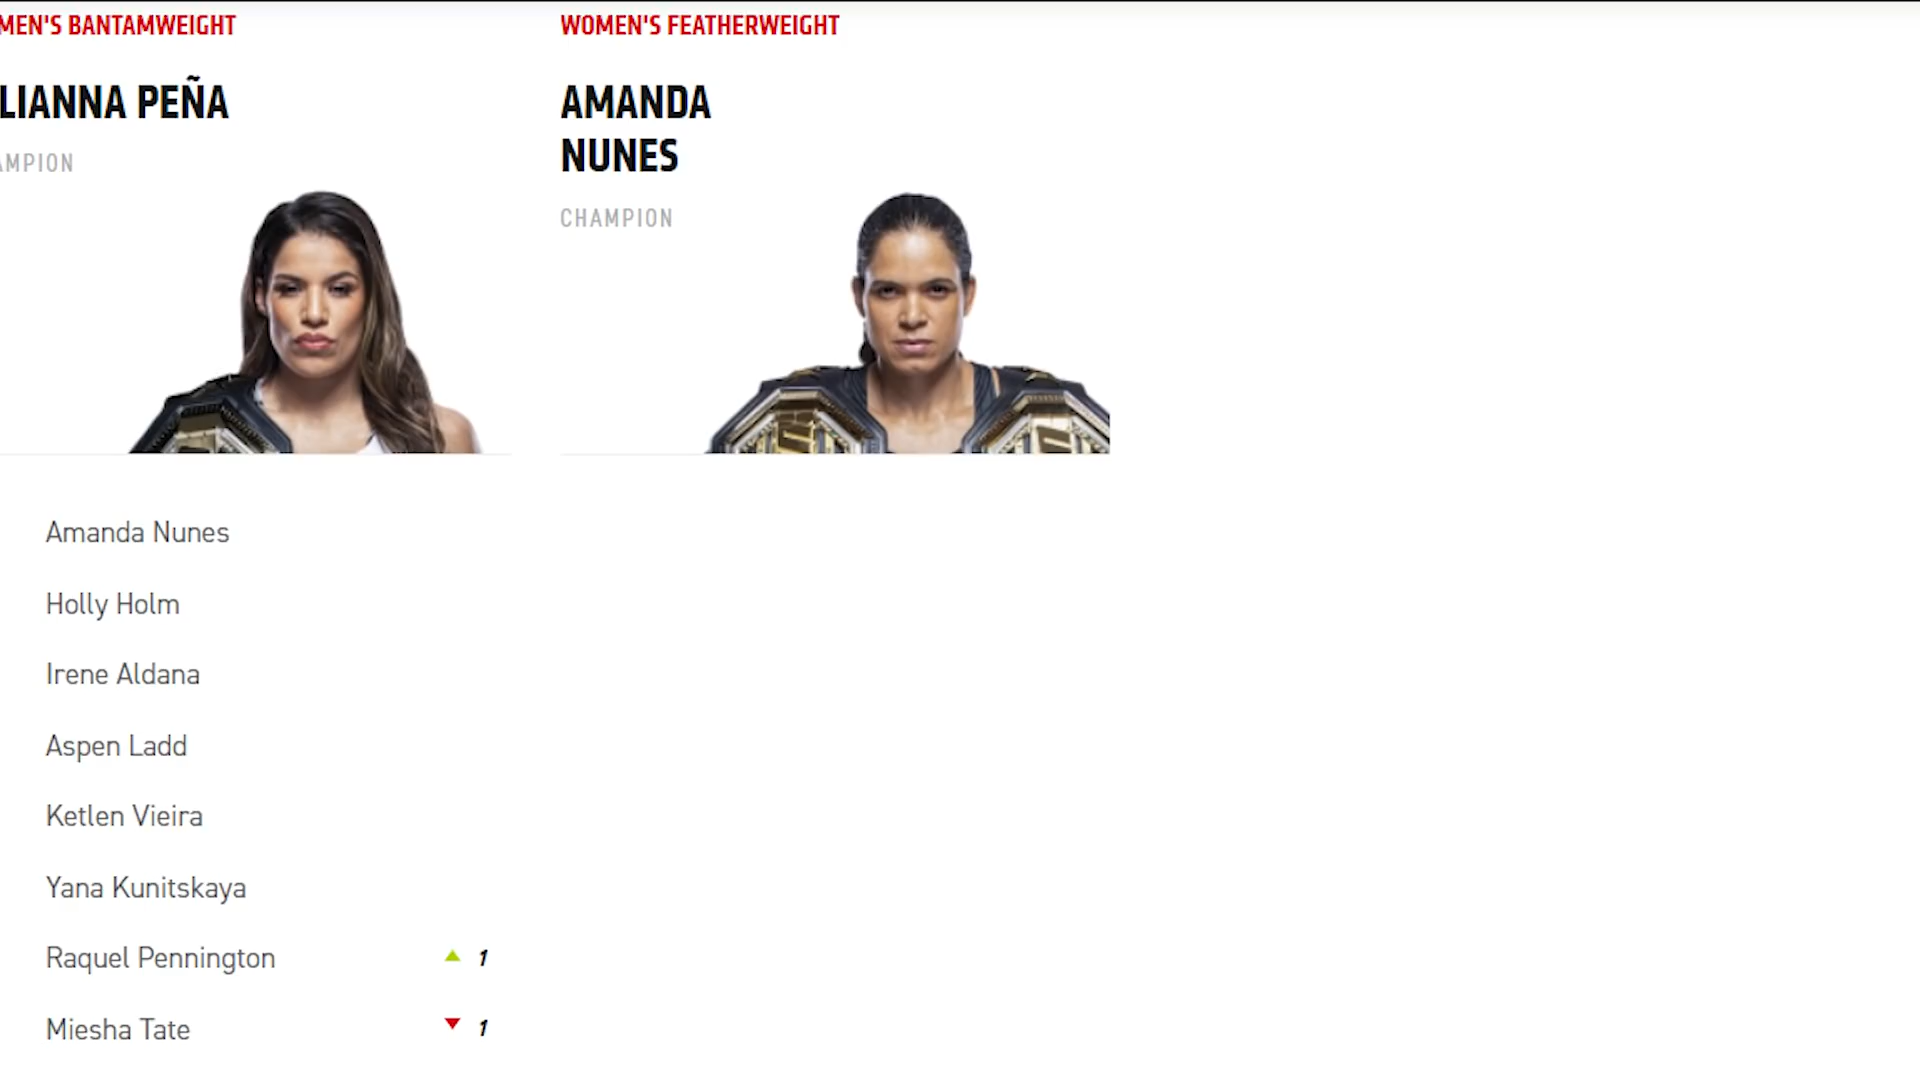 MEN'S BANTAMWEIGHT
LIANNA PEÑA
AMPION
WOMEN'S FEATHERWEIGHT
AMANDA
NUNES
CHAMPION
Amanda Nunes
Holly Holm
Irene Aldana
Aspen Ladd
Ketlen Vieira
Yana Kunitskaya
Raquel Pennington 1
Miesha Tate 1